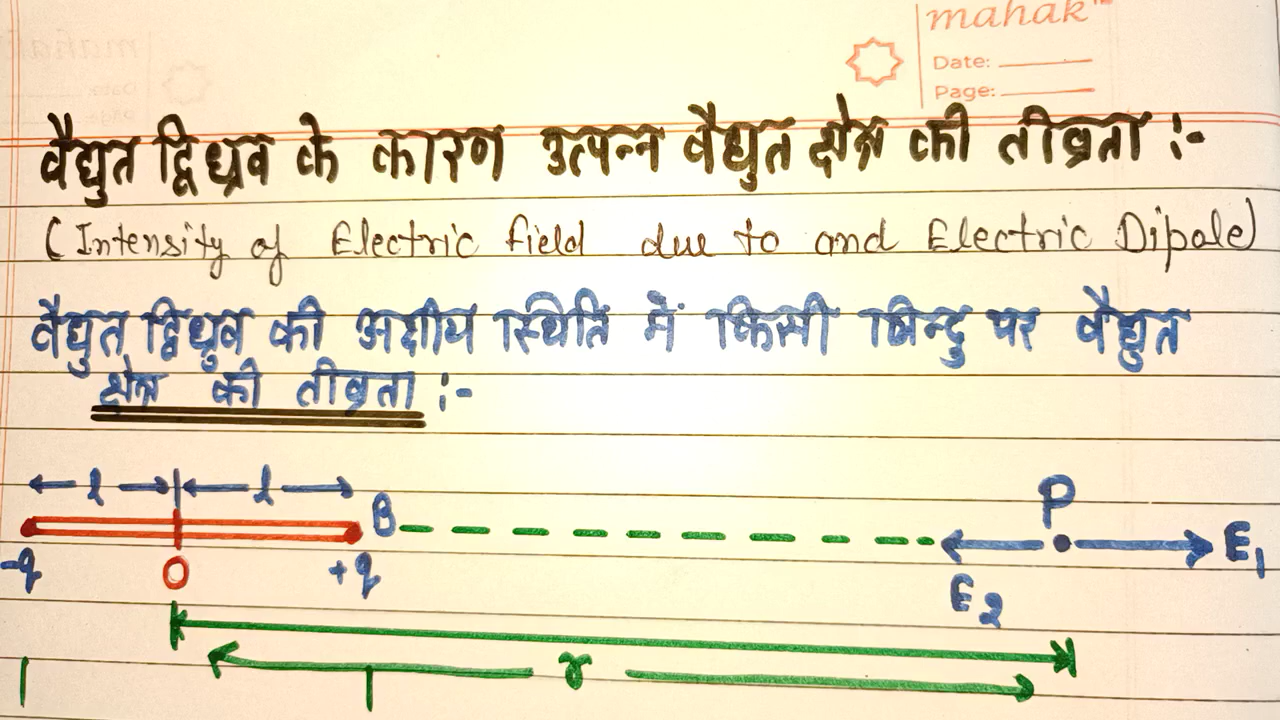 mahak
Date:
Page:
वैद्युत द्विध्रुव के कारण उत्पन्न वैद्युत क्षेत्र की तीव्रता :-
(Intensity of Electric field due to and Electric Dipole)
वैद्युत द्विध्रुव की अक्षीय स्थिति में किसी बिन्दु पर वैद्युत
क्षेत्र की तीव्रता :-
l l
B P E₁
-q O +q E₂
r